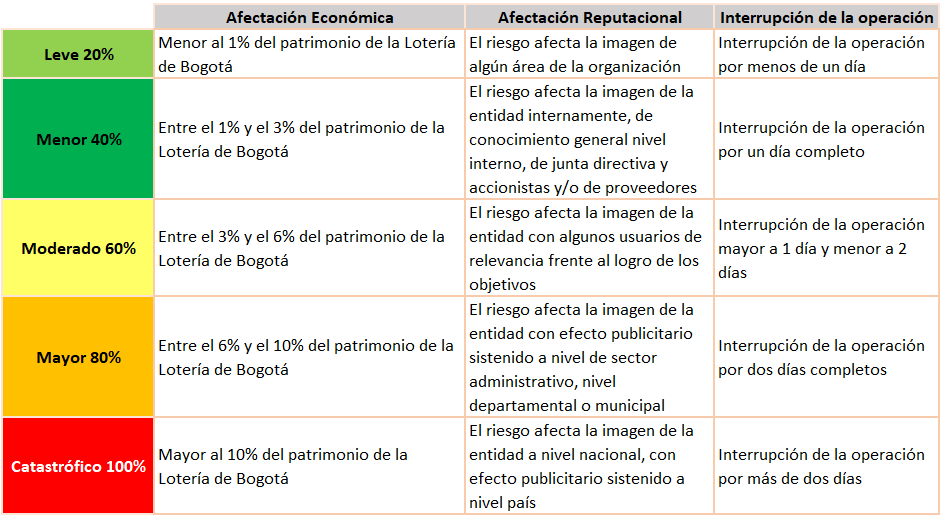 Afectación Económica
Afectación Reputacional
Interrupción de la operación
Leve 20%
Menor al 1% del patrimonio de la Lotería
de Bogotá
El riesgo afecta la imagen de
algún área de la organización
Interrupción de la operación
por menos de un día
Menor 40%
Entre el 1% y el 3% del patrimonio de la
Lotería de Bogotá
El riesgo afecta la imagen de la
entidad internamente, de
conocimiento general nivel
interno, de junta directiva y
accionistas y/o de proveedores
Interrupción de la operación
por un día completo
Moderado 60%
Entre el 3% y el 6% del patrimonio de la
Lotería de Bogotá
El riesgo afecta la imagen de la
entidad con algunos usuarios de
relevancia frente al logro de los
objetivos
Interrupción de la operación
mayor a 1 día y menor a 2
días
Mayor 80%
Entre el 6% y el 10% del patrimonio de la
Lotería de Bogotá
El riesgo afecta la imagen de la
entidad con efecto publicitario
sistenido a nivel de sector
administrativo, nivel
departamental o municipal
Interrupción de la operación
por dos días completos
Catastrófico 100%
Mayor al 10% del patrimonio de la
Lotería de Bogotá
El riesgo afecta la imagen de la
entidad a nivel nacional, con
efecto publicitario sistenido a
nivel país
Interrupción de la operación
por más de dos días